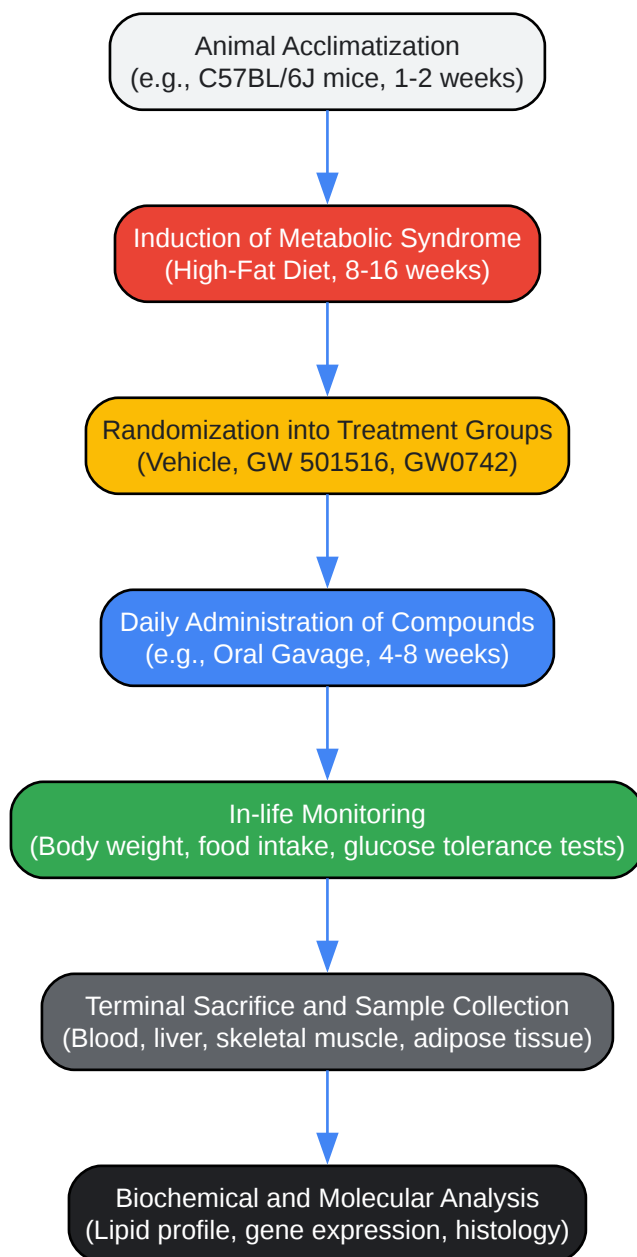 Animal Acclimatization
(e.g., C57BL/6J mice, 1-2 weeks)
Induction of Metabolic Syndrome
(High-Fat Diet, 8-16 weeks)
Randomization into Treatment Groups
(Vehicle, GW 501516, GW0742)
Daily Administration of Compounds
(e.g., Oral Gavage, 4-8 weeks)
In-life Monitoring
(Body weight, food intake, glucose tolerance tests)
Terminal Sacrifice and Sample Collection
(Blood, liver, skeletal muscle, adipose tissue)
Biochemical and Molecular Analysis
(Lipid profile, gene expression, histology)